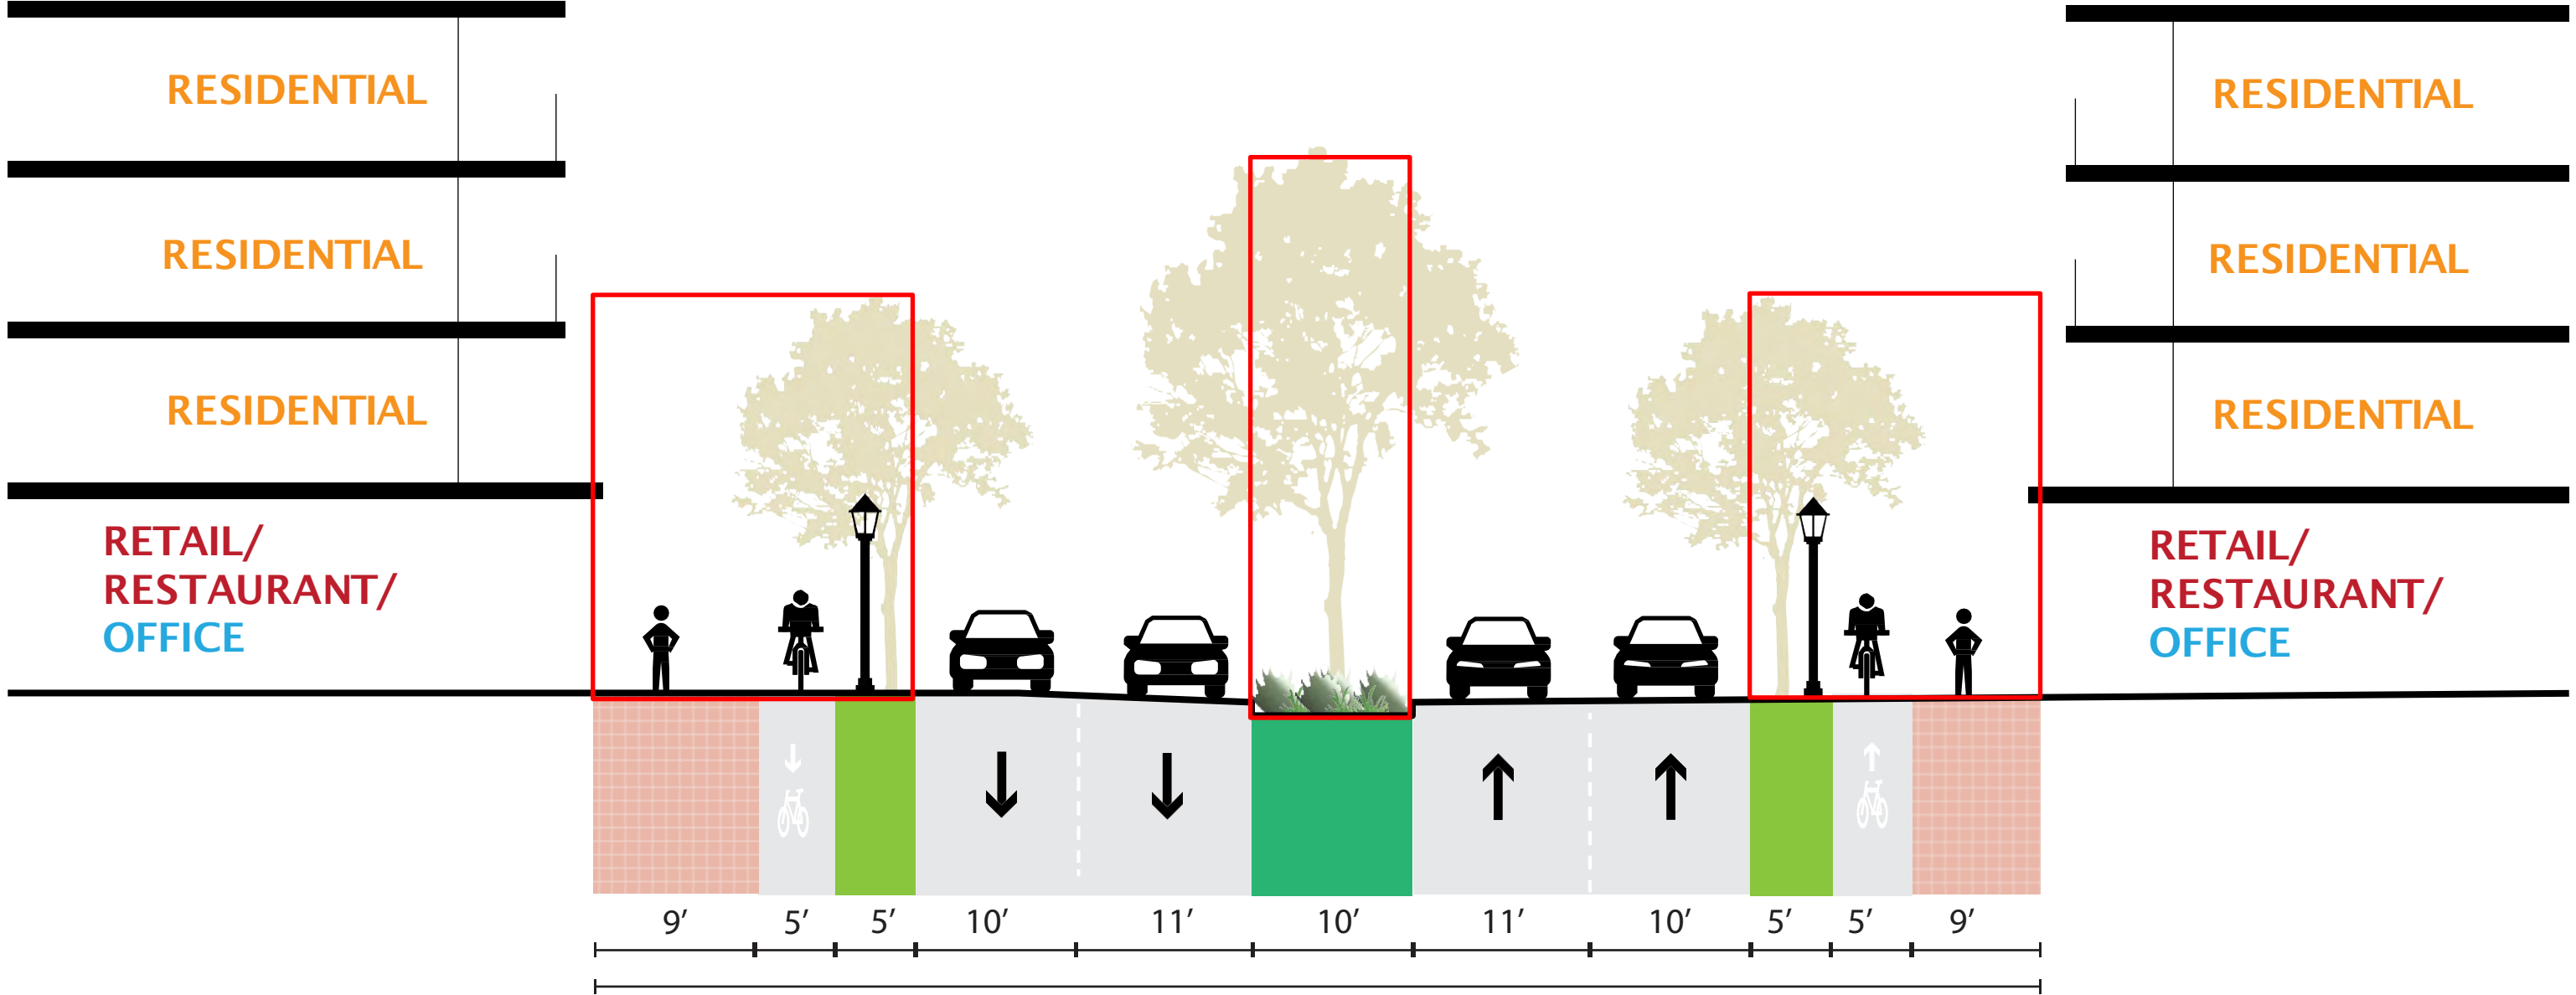 RESIDENTIAL
RESIDENTIAL
RESIDENTIAL
RESIDENTIAL
RESIDENTIAL
RESIDENTIAL
RETAIL/
RESTAURANT/
OFFICE
RETAIL/
RESTAURANT/
OFFICE
9’ 5’ 5’ 10’ 11’ 10’ 11’ 10’ 5’ 5’ 9’